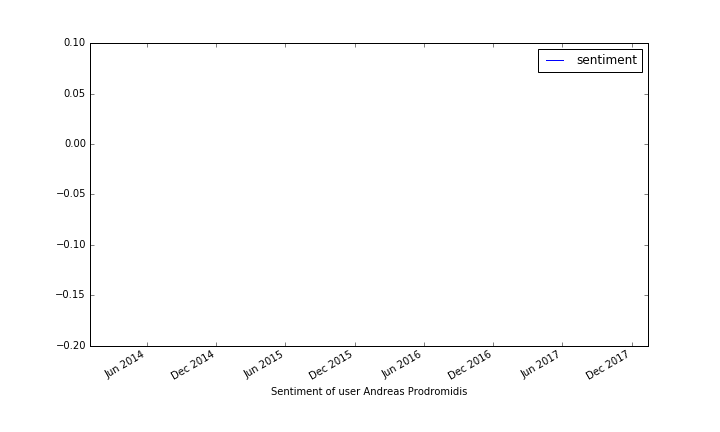 sentiment
0.10
0.05
0.00
−0.05
−0.10
−0.15
−0.20
Jun 2014
Dec 2014
Jun 2015
Dec 2015
Jun 2016
Dec 2016
Jun 2017
Dec 2017
Sentiment of user Andreas Prodromidis